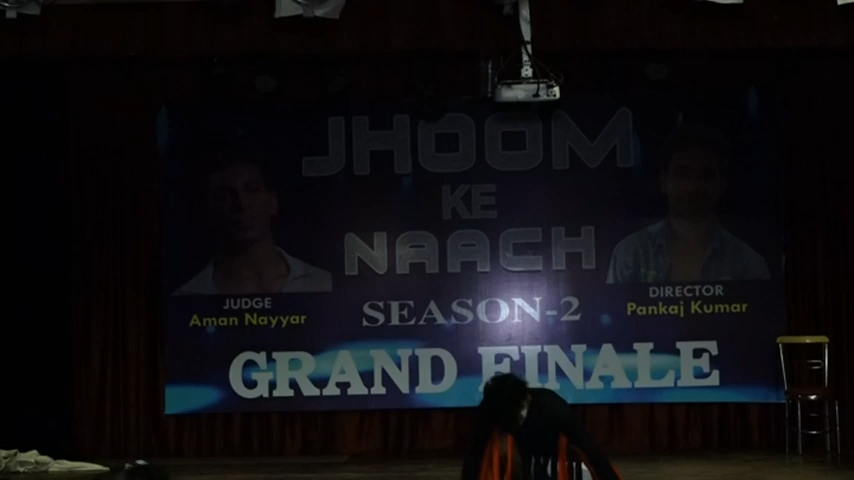 JHOOM
KE
NAACH
JUDGE
Aman Nayyar
SEASON-2
DIRECTOR
Pankaj Kumar
GRAND FINALE